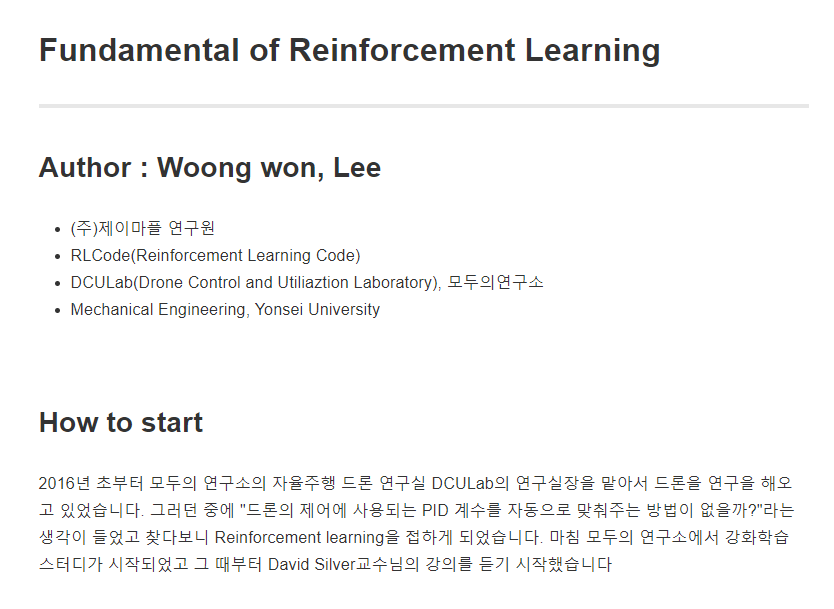 Fundamental of Reinforcement Learning
Author : Woong won, Lee
(주)제이마플 연구원
RLCode(Reinforcement Learning Code)
DCULab(Drone Control and Utiliaztion Laboratory), 모두의연구소
Mechanical Engineering, Yonsei University
How to start
2016년 초부터 모두의 연구소의 자율주행 드론 연구실 DCULab의 연구실장을 맡아서 드론을 연구을 해오
고 있었습니다. 그러던 중에 "드론의 제어에 사용되는 PID 계수를 자동으로 맞춰주는 방법이 없을까?"라는
생각이 들었고 찾다보니 Reinforcement learning을 접하게 되었습니다. 마침 모두의 연구소에서 강화학습
스터디가 시작되었고 그 때부터 David Silver교수님의 강의를 듣기 시작했습니다